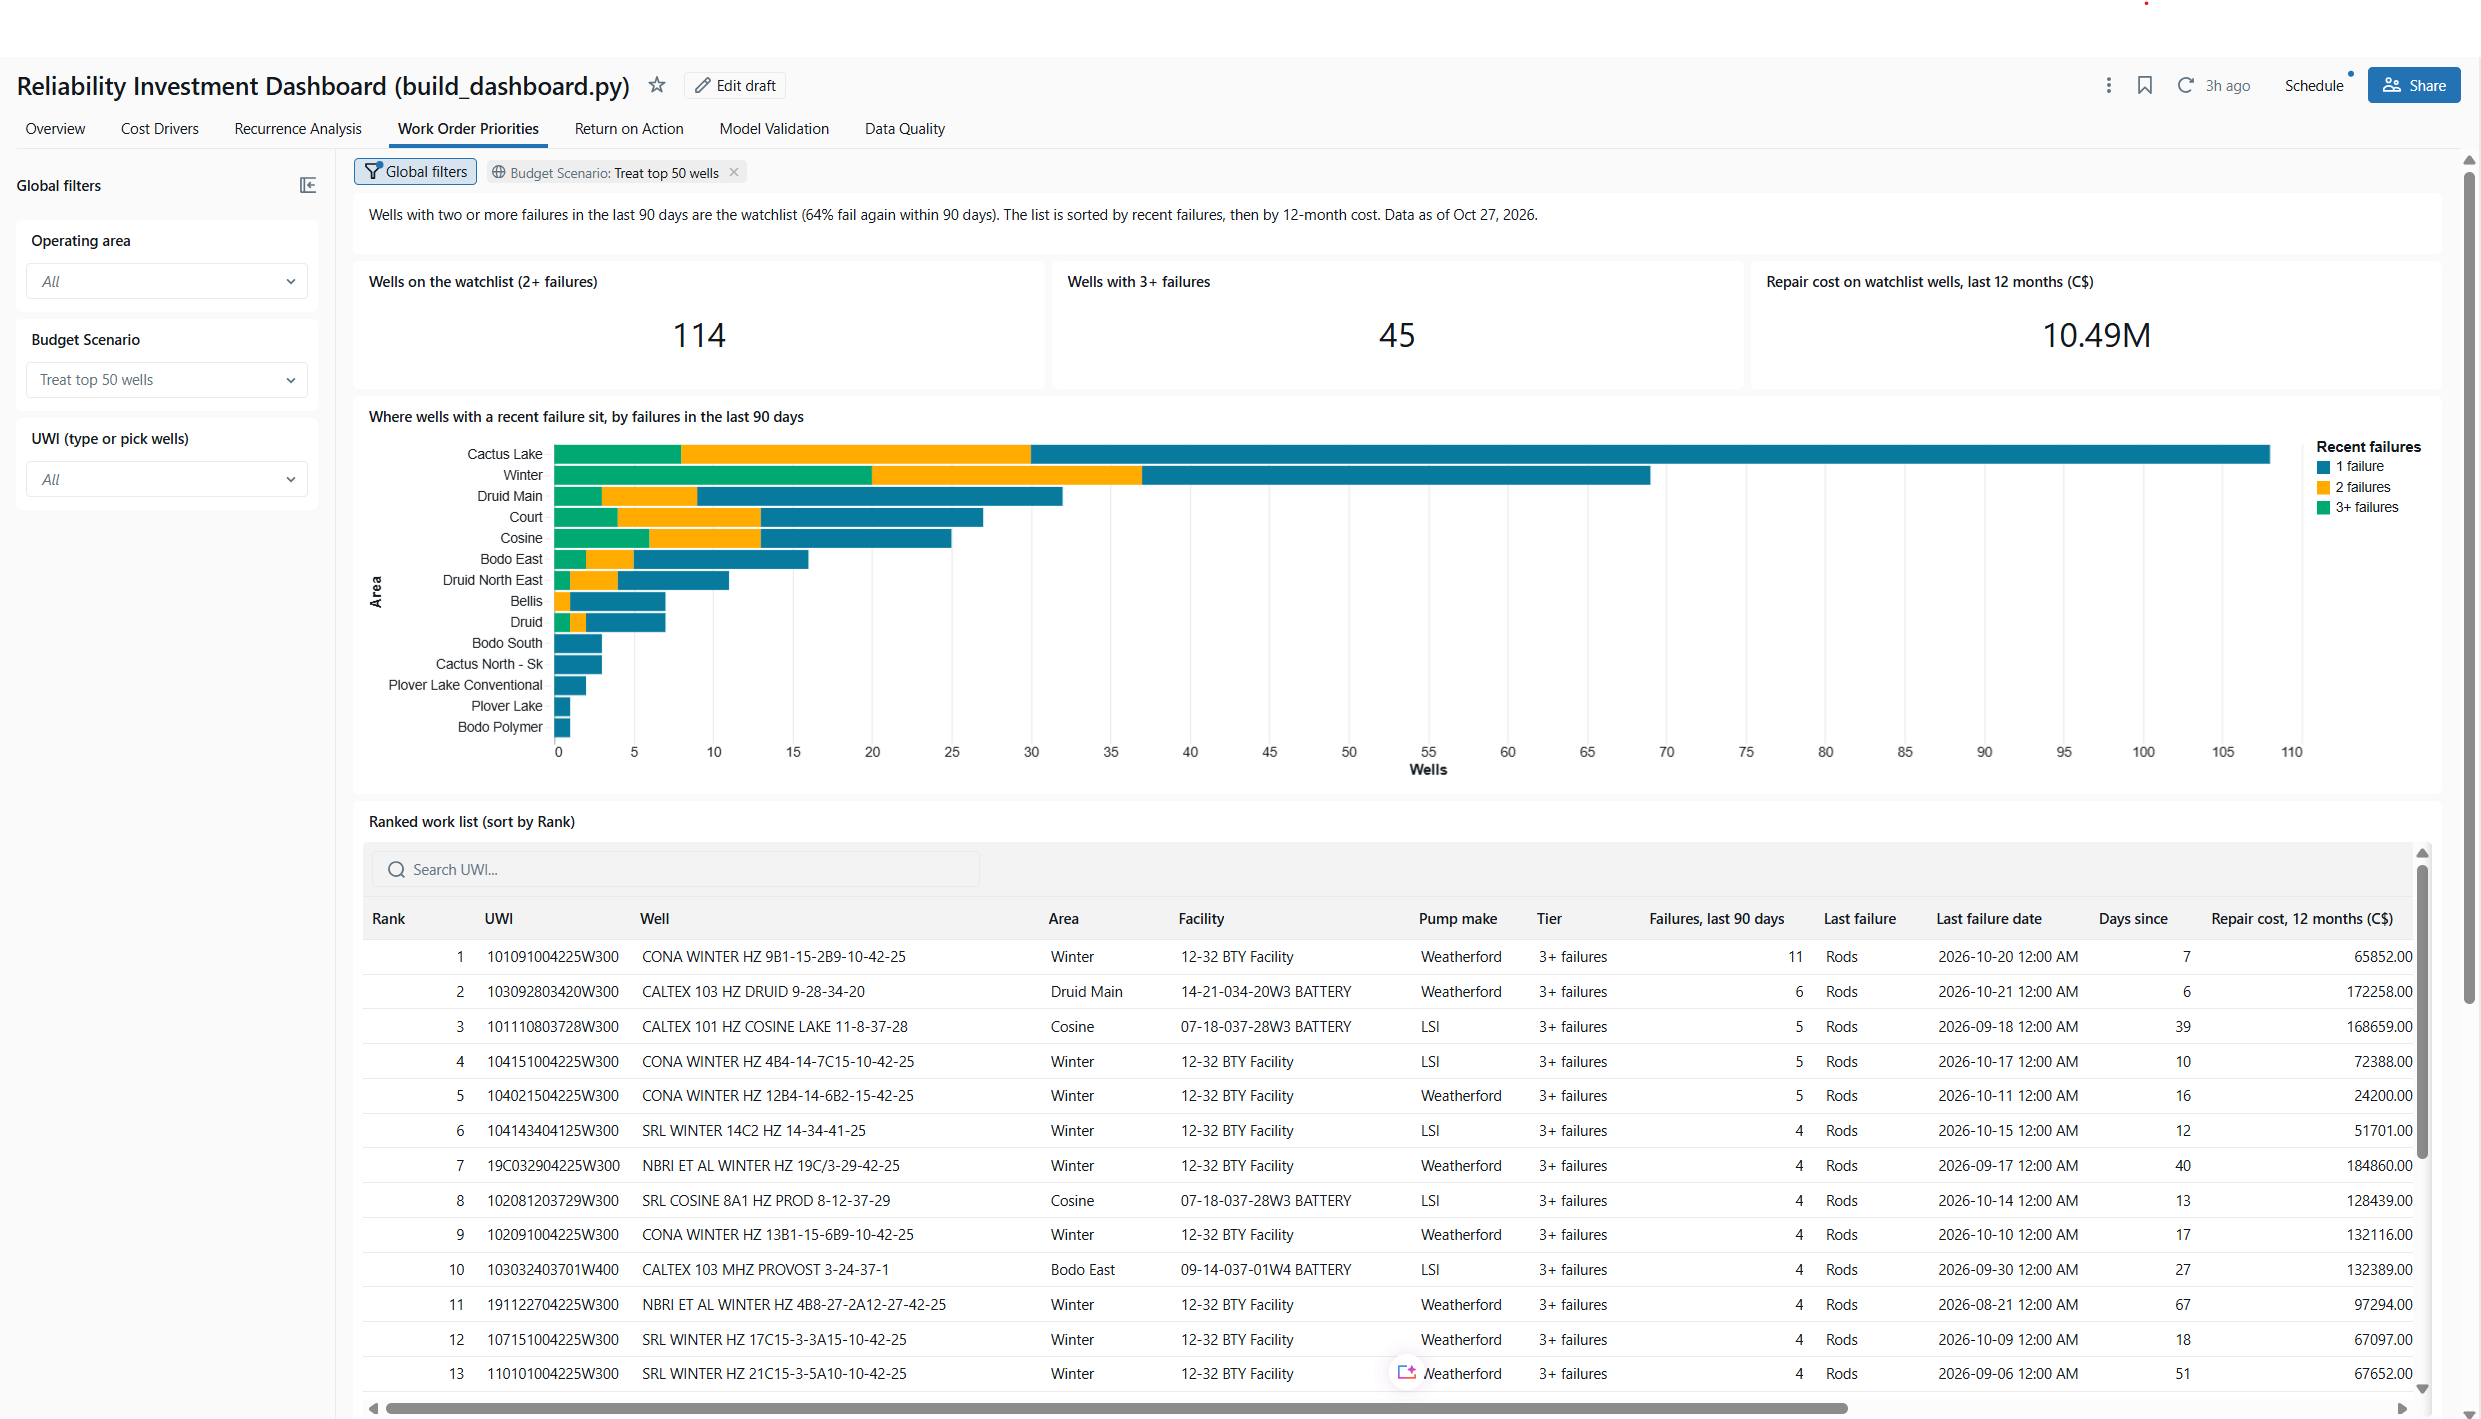 Reliability Investment Dashboard (build_dashboard.py)
Edit draft
3h ago
Schedule
Share
Overview
Cost Drivers
Recurrence Analysis
Work Order Priorities
Return on Action
Model Validation
Data Quality
Global filters
Operating area
All
Budget Scenario
Treat top 50 wells
UWI (type or pick wells)
All
Global filters
Budget Scenario: Treat top 50 wells
Wells with two or more failures in the last 90 days are the watchlist (64% fail again within 90 days). The list is sorted by recent failures, then by 12-month cost. Data as of Oct 27, 2026.
Wells on the watchlist (2+ failures)
114
Wells with 3+ failures
45
Repair cost on watchlist wells, last 12 months (C$)
10.49M
Where wells with a recent failure sit, by failures in the last 90 days
Area
Cactus Lake
Winter
Druid Main
Court
Cosine
Bodo East
Druid North East
Bellis
Druid
Bodo South
Cactus North - Sk
Plover Lake Conventional
Plover Lake
Bodo Polymer
0 5 10 15 20 25 30 35 40 45 50 55 60 65 70 75 80 85 90 95 100 105 110
Wells
Recent failures
1 failure
2 failures
3+ failures
Ranked work list (sort by Rank)
Search UWI...
Rank UWI Well Area Facility Pump make Tier Failures, last 90 days Last failure Last failure date Days since Repair cost, 12 months (C$)
1 101091004225W300 CONA WINTER HZ 9B1-15-2B9-10-42-25 Winter 12-32 BTY Facility Weatherford 3+ failures 11 Rods 2026-10-20 12:00 AM 7 65852.00
2 103092803420W300 CALTEX 103 HZ DRUID 9-28-34-20 Druid Main 14-21-034-20W3 BATTERY Weatherford 3+ failures 6 Rods 2026-10-21 12:00 AM 6 172258.00
3 101110803728W300 CALTEX 101 HZ COSINE LAKE 11-8-37-28 Cosine 07-18-037-28W3 BATTERY LSI 3+ failures 5 Rods 2026-09-18 12:00 AM 39 168659.00
4 104151004225W300 CONA WINTER HZ 4B4-14-7C15-10-42-25 Winter 12-32 BTY Facility LSI 3+ failures 5 Rods 2026-10-17 12:00 AM 10 72388.00
5 104021504225W300 CONA WINTER HZ 12B4-14-6B2-15-42-25 Winter 12-32 BTY Facility Weatherford 3+ failures 5 Rods 2026-10-11 12:00 AM 16 24200.00
6 104143404125W300 SRL WINTER 14C2 HZ 14-34-41-25 Winter 12-32 BTY Facility LSI 3+ failures 4 Rods 2026-10-15 12:00 AM 12 51701.00
7 19C032904225W300 NBRI ET AL WINTER HZ 19C/3-29-42-25 Winter 12-32 BTY Facility Weatherford 3+ failures 4 Rods 2026-09-17 12:00 AM 40 184860.00
8 102081203729W300 SRL COSINE 8A1 HZ PROD 8-12-37-29 Cosine 07-18-037-28W3 BATTERY LSI 3+ failures 4 Rods 2026-10-14 12:00 AM 13 128439.00
9 102091004225W300 CONA WINTER HZ 13B1-15-6B9-10-42-25 Winter 12-32 BTY Facility Weatherford 3+ failures 4 Rods 2026-10-10 12:00 AM 17 132116.00
10 103032403701W400 CALTEX 103 MHZ PROVOST 3-24-37-1 Bodo East 09-14-037-01W4 BATTERY LSI 3+ failures 4 Rods 2026-09-30 12:00 AM 27 132389.00
11 191122704225W300 NBRI ET AL WINTER HZ 4B8-27-2A12-27-42-25 Winter 12-32 BTY Facility Weatherford 3+ failures 4 Rods 2026-08-21 12:00 AM 67 97294.00
12 107151004225W300 SRL WINTER HZ 17C15-3-3A15-10-42-25 Winter 12-32 BTY Facility Weatherford 3+ failures 4 Rods 2026-10-09 12:00 AM 18 67097.00
13 110101004225W300 SRL WINTER HZ 21C15-3-5A10-10-42-25 Winter 12-32 BTY Facility Weatherford 3+ failures 4 Rods 2026-09-06 12:00 AM 51 67652.00